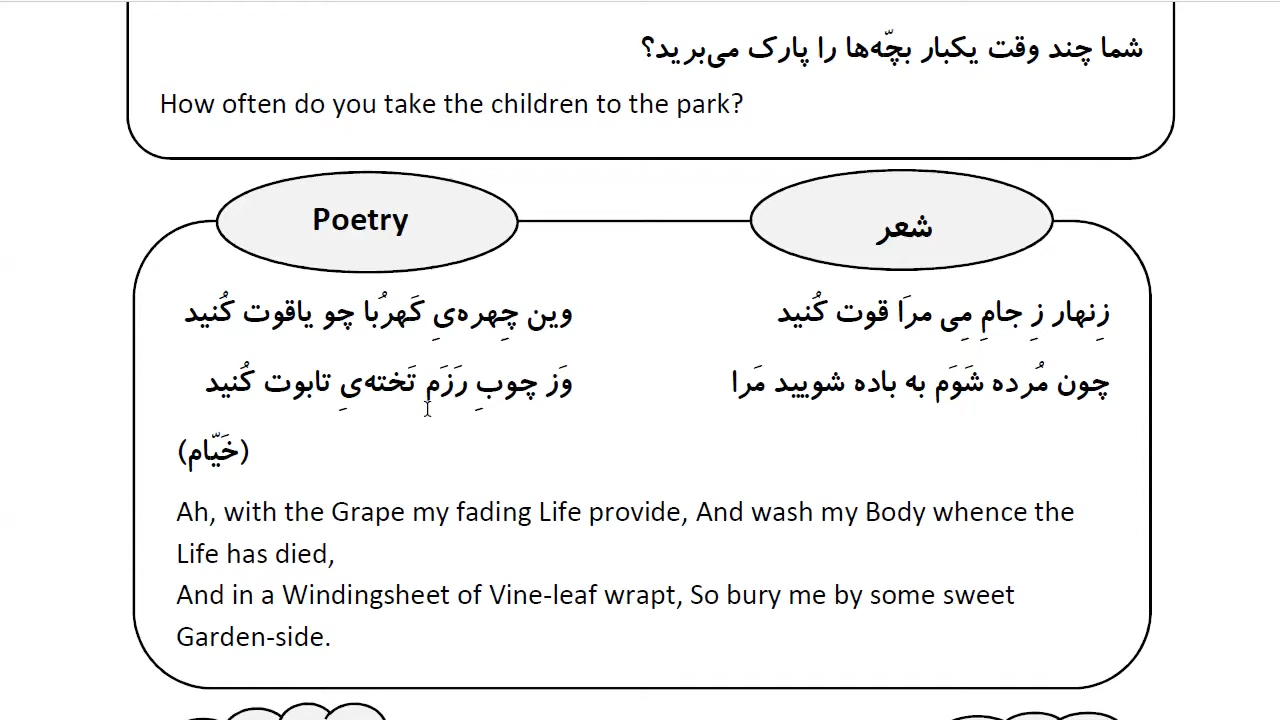 شما چند وقت یکبار بچّه‌ها را پارک می‌برید؟
How often do you take the children to the park?
Poetry
شعر
زِنهار زِ جامِ مِی مرَا قوت کُنید
وین چِهره‌یِ کَهرُبا چو یاقوت کُنید
چون مُرده شَوَم به باده شویید مَرا
وَز چوبِ رَزَم تَخته‌یِ تابوت کُنید
(خَیّام)
Ah, with the Grape my fading Life provide, And wash my Body whence the
Life has died,
And in a Windingsheet of Vine-leaf wrapt, So bury me by some sweet
Garden-side.